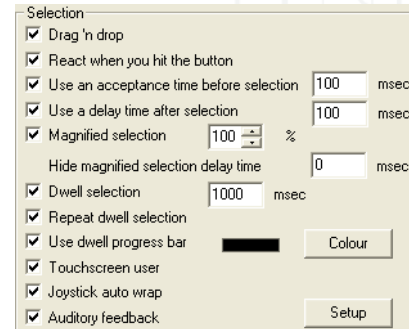 Selection
Drag 'n drop
React when you hit the button
Use an acceptance time before selection 100 msec
Use a delay time after selection 100 msec
Magnified selection 100 %
Hide magnified selection delay time 0 msec
Dwell selection 1000 msec
Repeat dwell selection
Use dwell progress bar Colour
Touchscreen user
Joystick auto wrap
Auditory feedback Setup